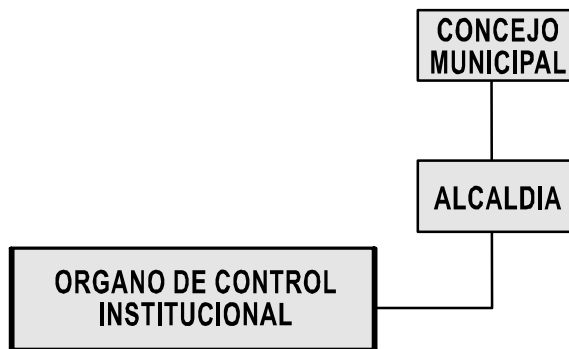 CONCEJO
MUNICIPAL
ALCALDIA
ORGANO DE CONTROL
INSTITUCIONAL